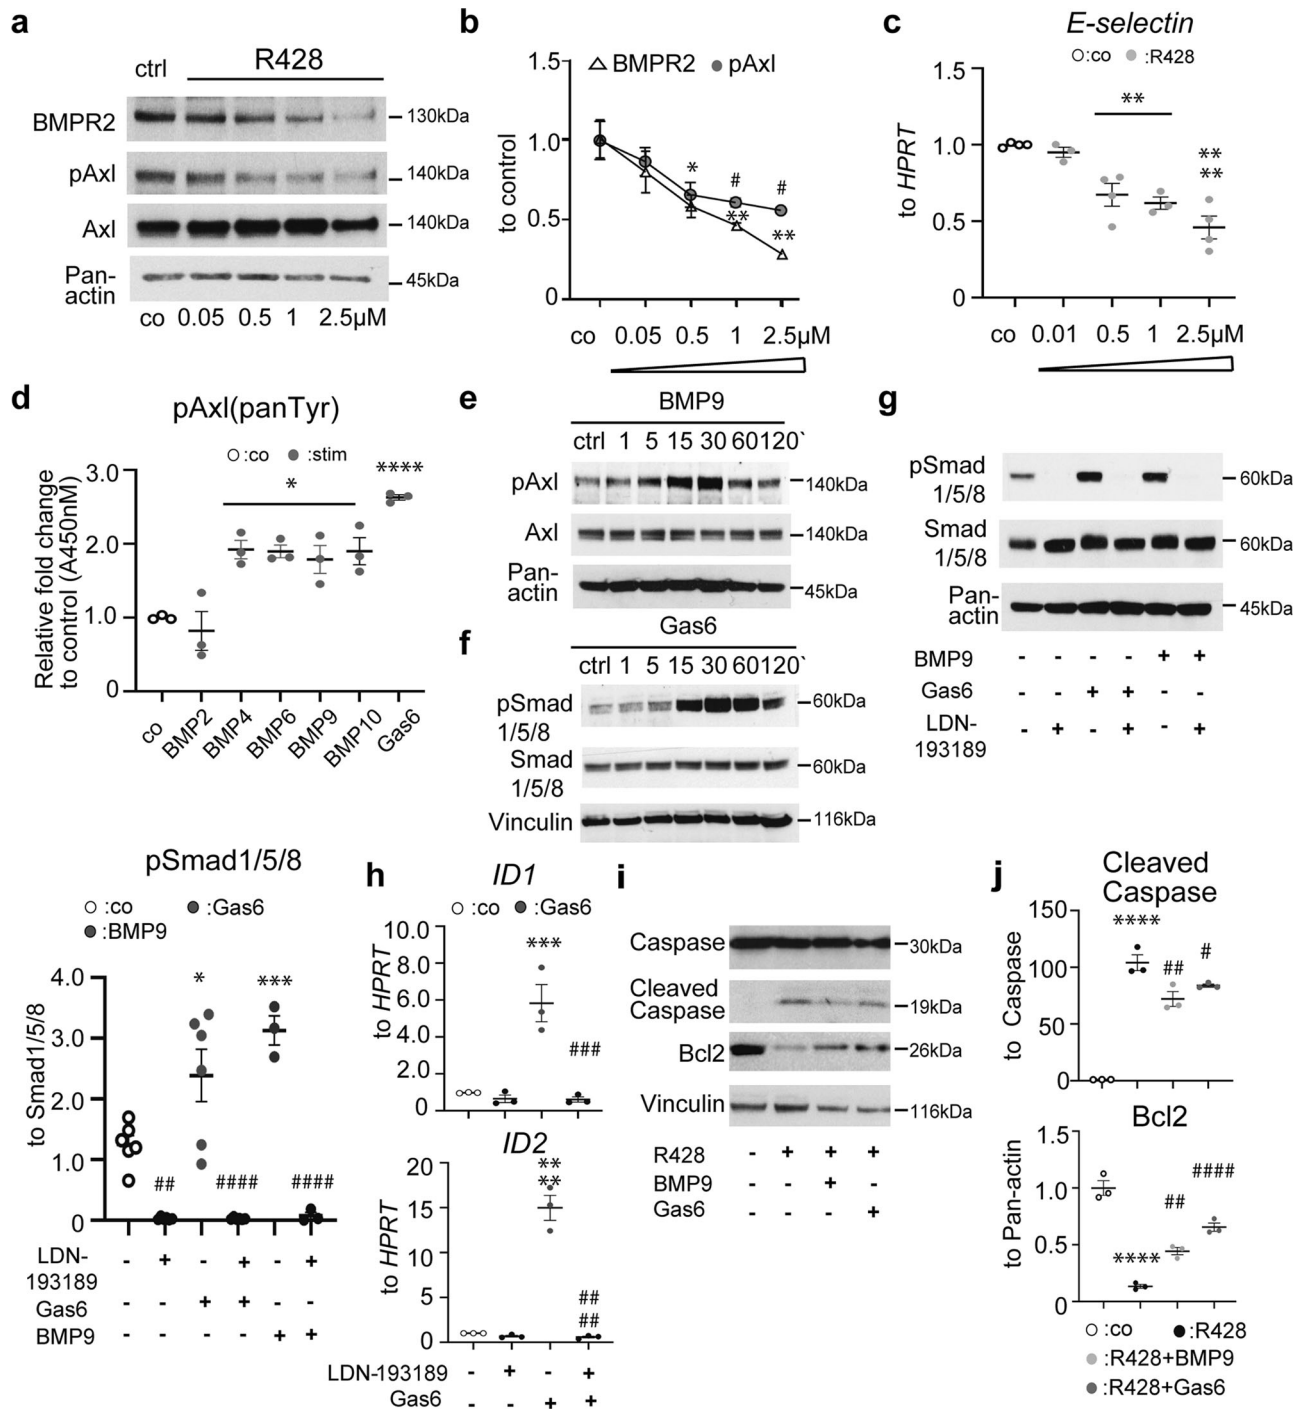 a
ctrl
R428
BMPR2
130kDa
pAxl
140kDa
Axl
140kDa
Pan-
actin
45kDa
co 0.05 0.5 1 2.5µM
b
BMPR2 pAxl
to control
1.5
1.0
0.5
0
*
#
#
**
**
co 0.05 0.5 1 2.5µM
c
E-selectin
:co :R428
to HPRT
1.5
1.0
0.5
0
**
**
**
co 0.01 0.5 1 2.5µM
d
pAxl(panTyr)
:co :stim
Relative fold change
to control (A450nM)
3.0
2.0
1.0
0
*
****
co BMP2 BMP4 BMP6 BMP9 BMP10 Gas6
e
BMP9
ctrl 1 5 15 30 60 120`
pAxl
140kDa
Axl
140kDa
Pan-
actin
45kDa
f
Gas6
ctrl 1 5 15 30 60 120`
pSmad
1/5/8
60kDa
Smad
1/5/8
60kDa
Vinculin
116kDa
g
pSmad
1/5/8
60kDa
Smad
1/5/8
60kDa
Pan-
actin
45kDa
BMP9 - - - - + +
Gas6 - - + + - -
LDN-
193189
- + - + - +
pSmad1/5/8
:co :Gas6
:BMP9
to Smad1/5/8
4.0
3.0
2.0
1.0
0
*
***
##
####
####
LDN-
193189
- + - + - +
Gas6 - - + + - -
BMP9 - - - - + +
h
ID1
:co :Gas6
to HPRT
10.0
8.0
6.0
4.0
2.0
0
***
###
ID2
to HPRT
20
15
10
5
0
**
**
##
##
LDN-193189 - + - +
Gas6 - - + +
i
Caspase
30kDa
Cleaved
Caspase
19kDa
Bcl2
26kDa
Vinculin
116kDa
R428 - + + +
BMP9 - - + -
Gas6 - - - +
j
Cleaved
Caspase
to Caspase
150
100
50
0
****
##
#
Bcl2
to Pan-actin
1.5
1.0
0.5
0
****
##
####
:co :R428
:R428+BMP9
:R428+Gas6